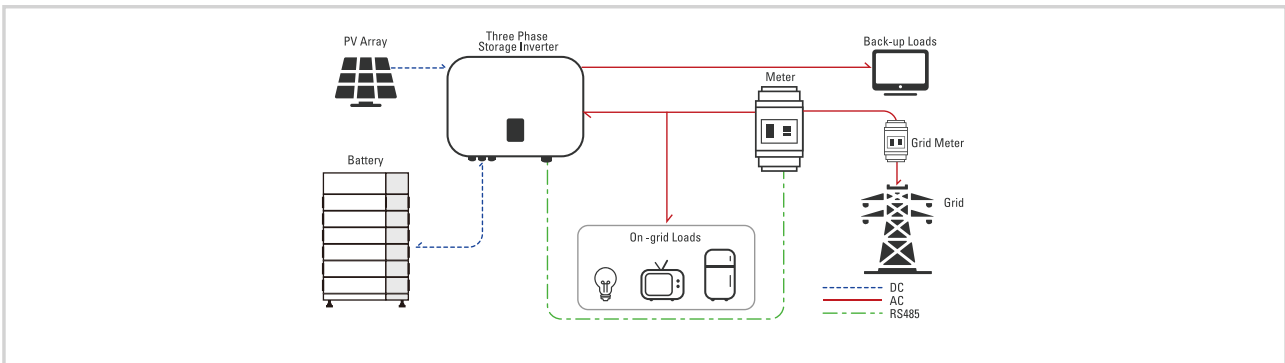 PV Array
Three Phase
Storage Inverter
Back-up Loads
Meter
Grid Meter
Battery
Grid
On -grid Loads
DC
AC
RS485